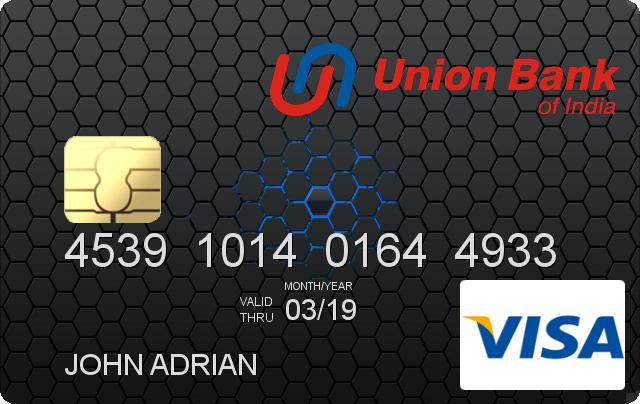 Union Bank
of India
4539 1014 0164 4933
MONTH/YEAR
VALID THRU 03/19
JOHN ADRIAN
VISA